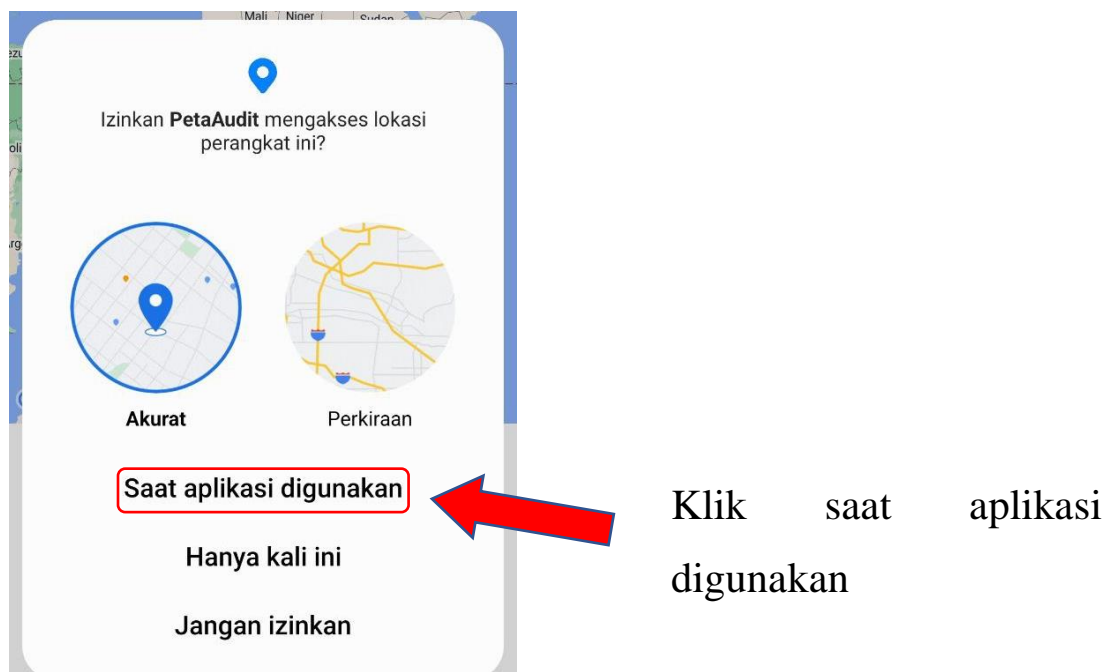 Mali Niger Sudan
Izinkan PetaAudit mengakses lokasi
perangkat ini?
Akurat Perkiraan
Saat aplikasi digunakan
Hanya kali ini
Jangan izinkan
Klik saat aplikasi
digunakan